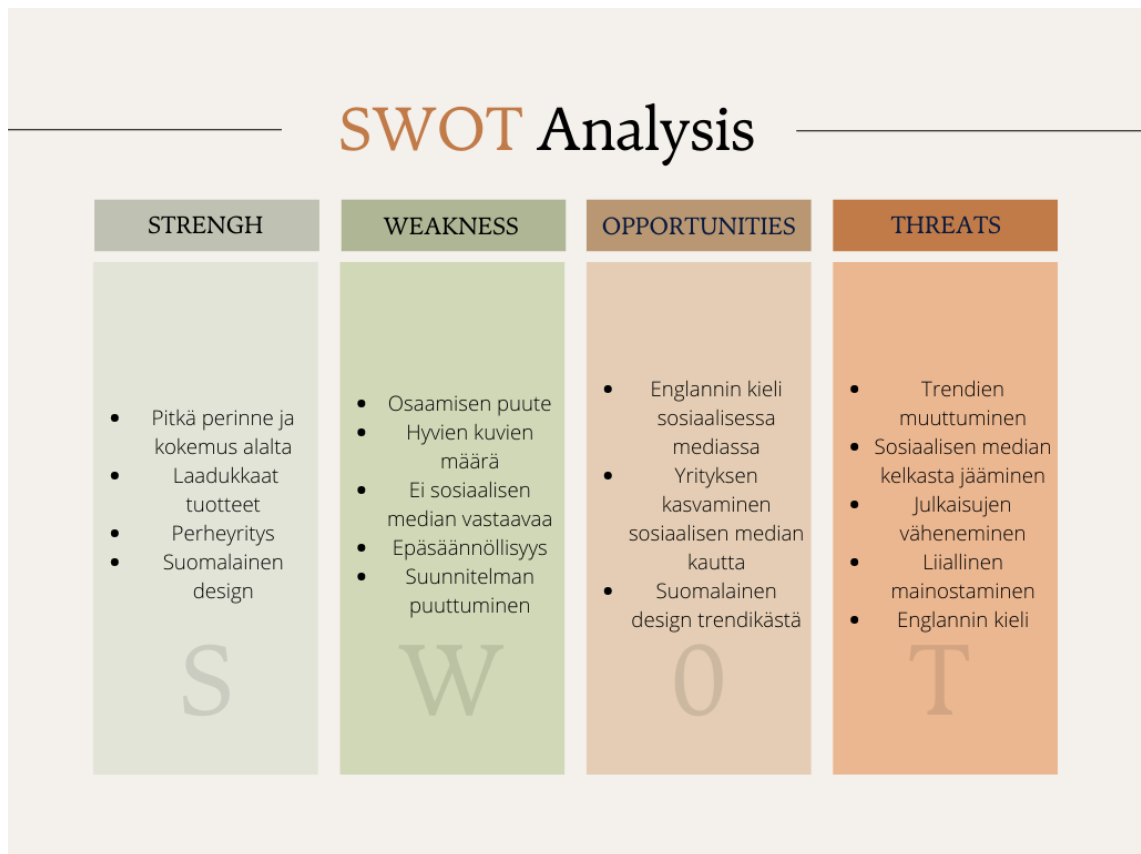 SWOT Analysis
STRENGH
• Pitkä perinne ja
kokemus alalta
• Laadukkaat
tuotteet
• Perheyritys
• Suomalainen
design
S
WEAKNESS
• Osaamisen puute
• Hyvien kuvien
määrä
• Ei sosiaalisen
median vastaavaa
• Epäsäännöllisyys
• Suunnitelman
puuttuminen
W
OPPORTUNITIES
• Englannin kieli
sosiaalisessa
mediassa
• Yrityksen
kasvaminen
sosiaalisen median
kautta
• Suomalainen
design trendikästä
O
THREATS
• Trendien
muuttuminen
• Sosiaalisen median
kelkasta jääminen
• Julkaisujen
väheneminen
• Liiallinen
mainostaminen
• Englannin kieli
T